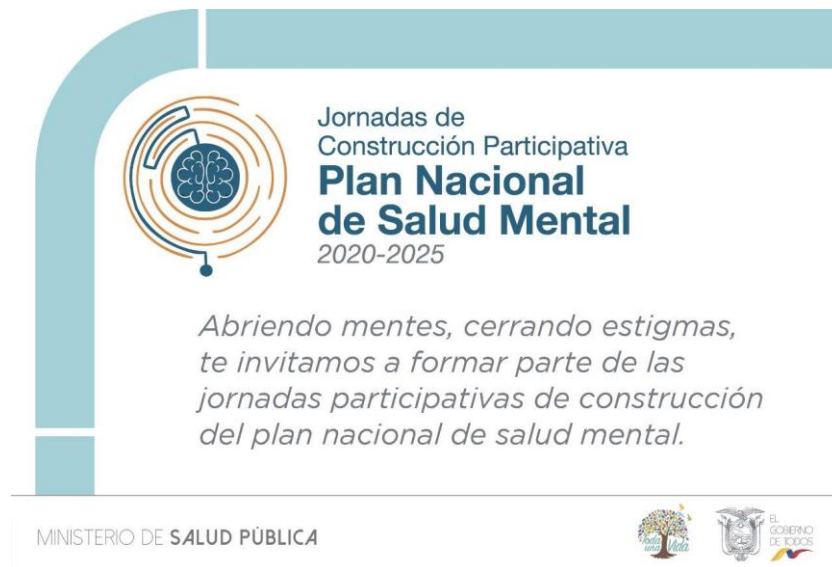 Jornadas de
Construcción Participativa
Plan Nacional
de Salud Mental
2020-2025
Abriendo mentes, cerrando estigmas,
te invitamos a formar parte de las
jornadas participativas de construcción
del plan nacional de salud mental.
MINISTERIO DE SALUD PÚBLICA
Toda
una Vida
EL
GOBIERNO
DE TODOS